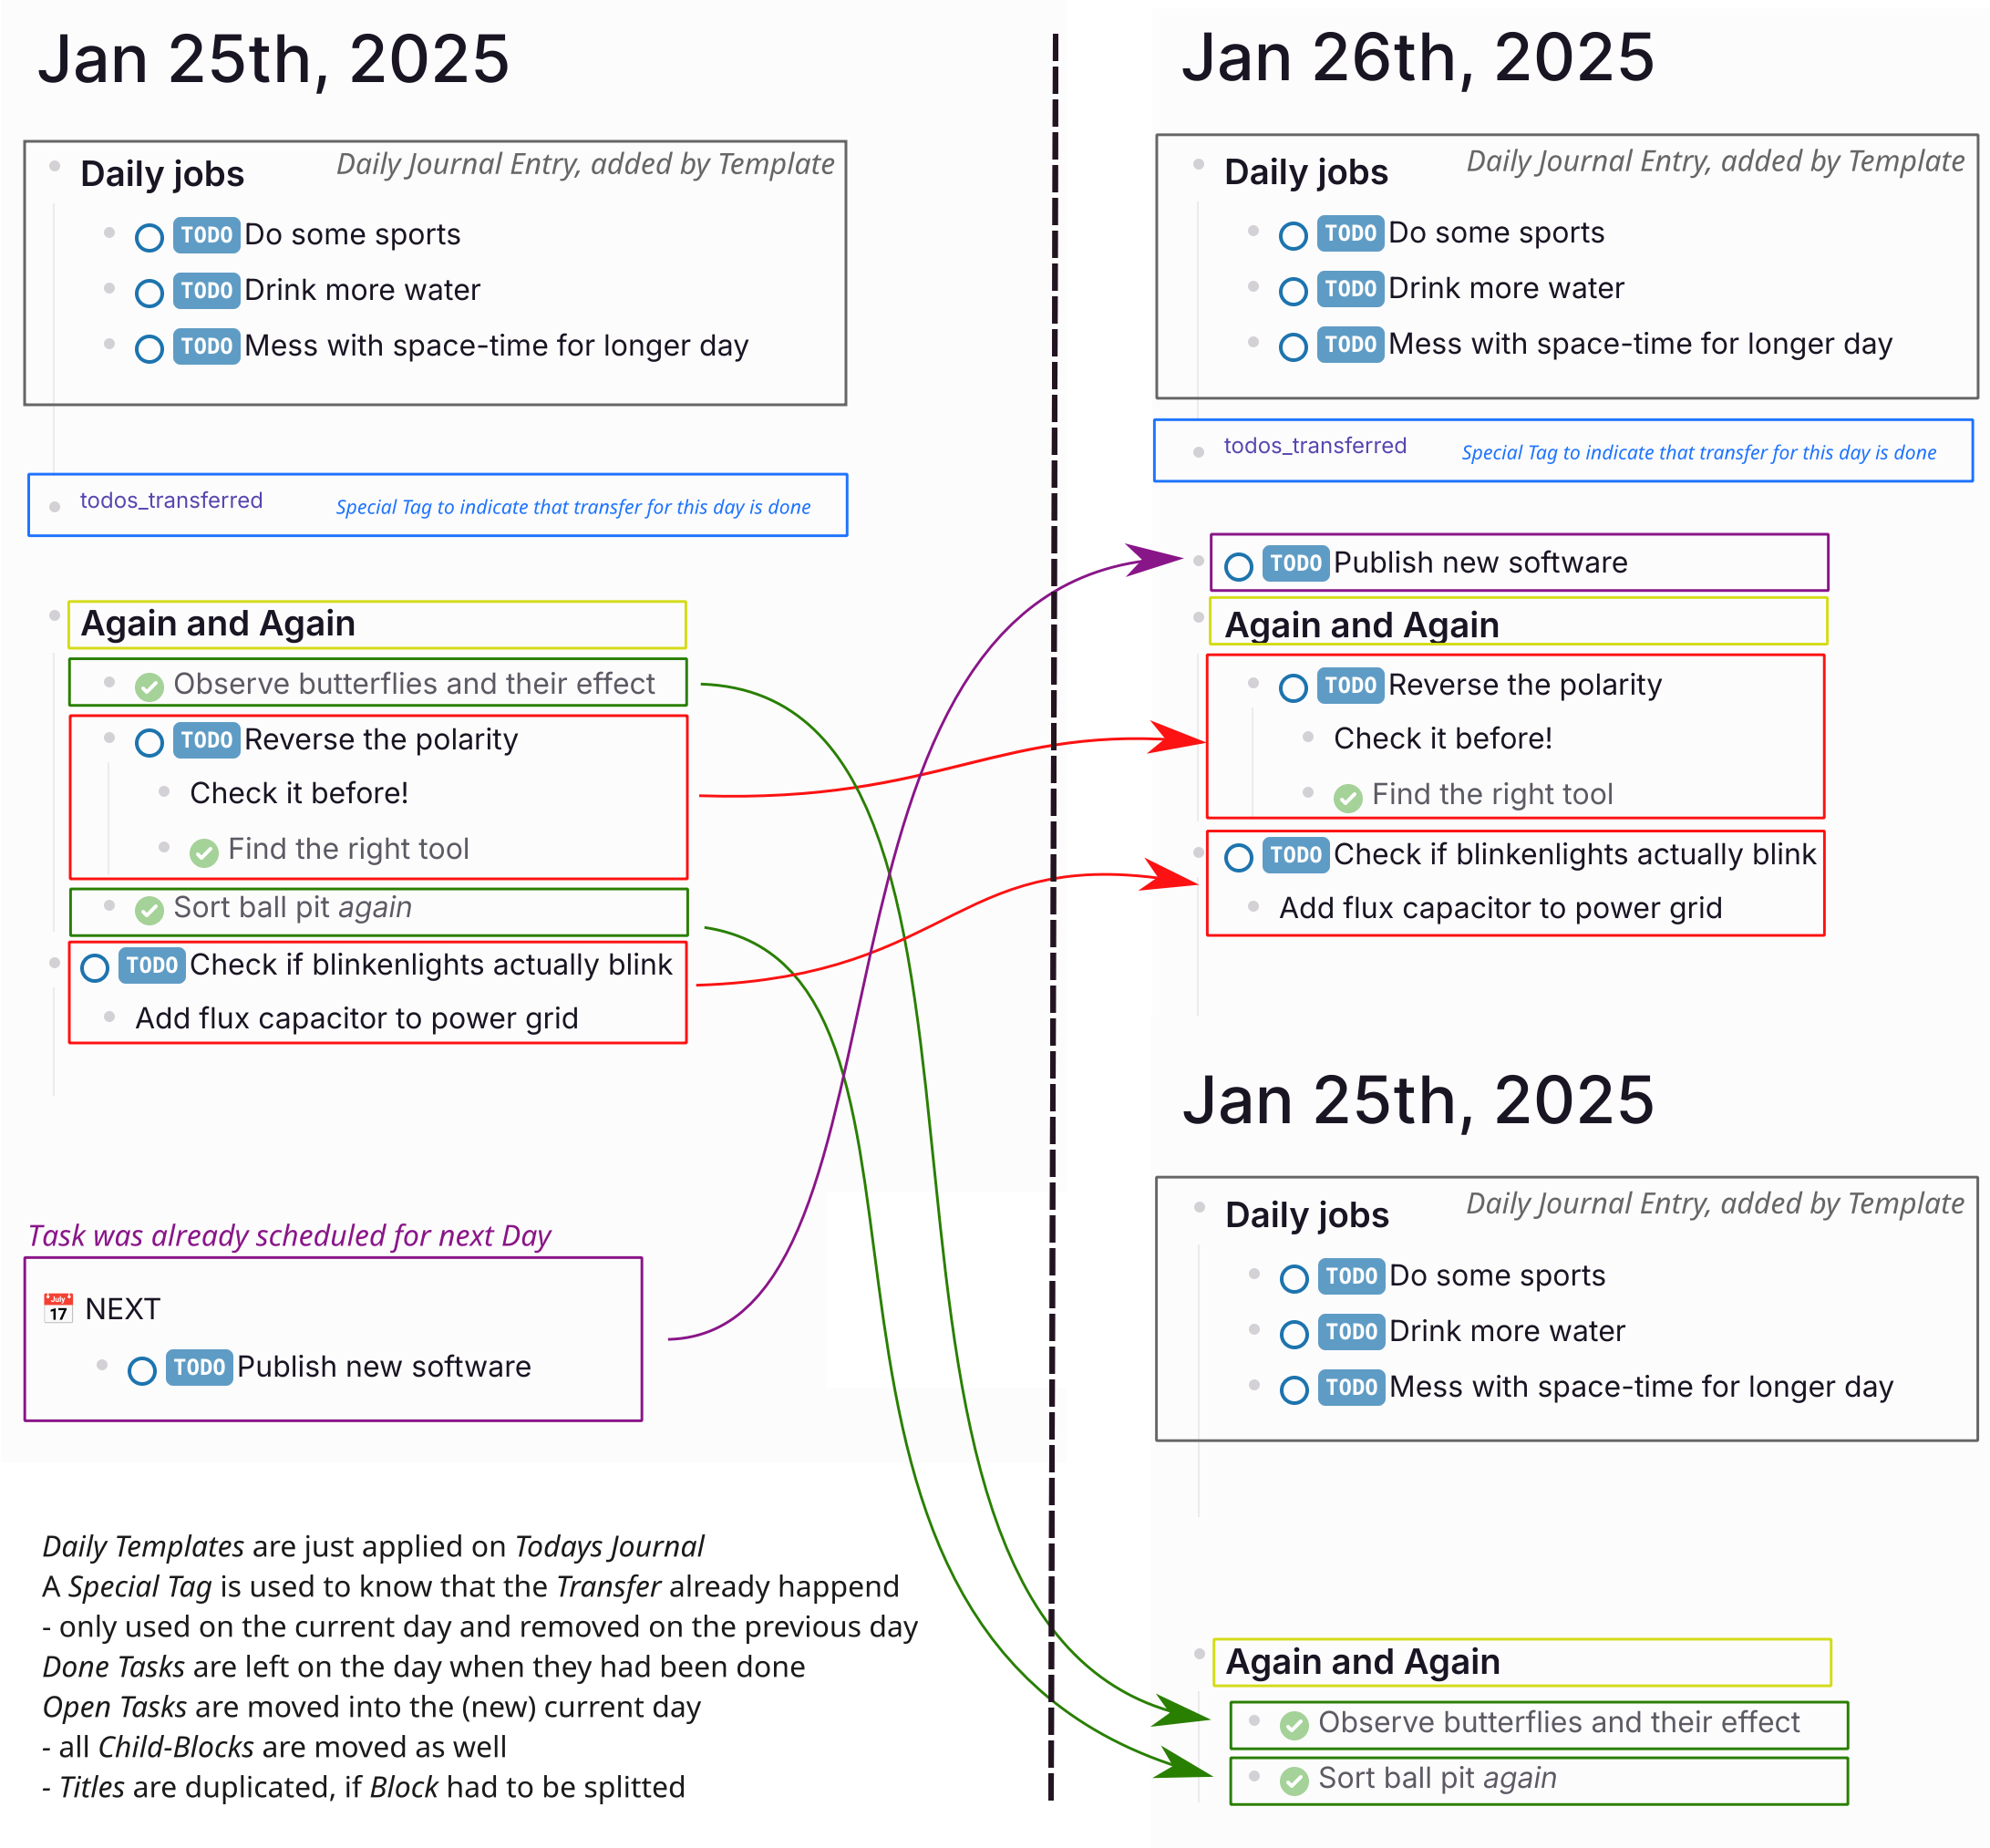 Jan 25th, 2025
Daily jobs
Daily Journal Entry, added by Template
TODO Do some sports
TODO Drink more water
TODO Mess with space-time for longer day
todos_transferred
Special Tag to indicate that transfer for this day is done
Again and Again
Observe butterflies and their effect
TODO Reverse the polarity
Check it before!
Find the right tool
Sort ball pit again
TODO Check if blinkenlights actually blink
Add flux capacitor to power grid
Task was already scheduled for next Day
July 17 NEXT
TODO Publish new software
Daily Templates are just applied on Todays Journal
A Special Tag is used to know that the Transfer already happend
- only used on the current day and removed on the previous day
Done Tasks are left on the day when they had been done
Open Tasks are moved into the (new) current day
- all Child-Blocks are moved as well
- Titles are duplicated, if Block had to be splitted
Jan 26th, 2025
Daily jobs
Daily Journal Entry, added by Template
TODO Do some sports
TODO Drink more water
TODO Mess with space-time for longer day
todos_transferred
Special Tag to indicate that transfer for this day is done
TODO Publish new software
Again and Again
TODO Reverse the polarity
Check it before!
Find the right tool
TODO Check if blinkenlights actually blink
Add flux capacitor to power grid
Jan 25th, 2025
Daily jobs
Daily Journal Entry, added by Template
TODO Do some sports
TODO Drink more water
TODO Mess with space-time for longer day
Again and Again
Observe butterflies and their effect
Sort ball pit again